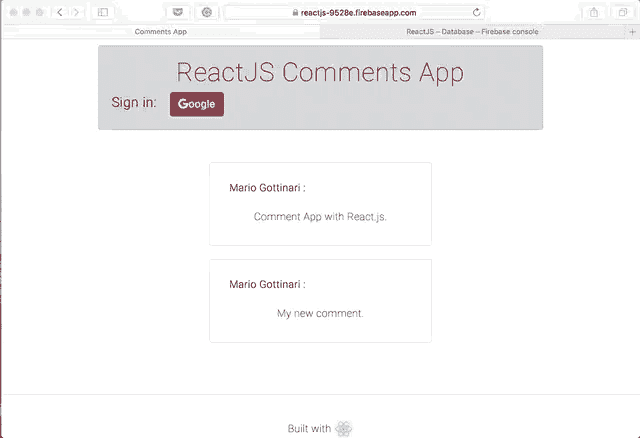 reactjs-9528e.firebaseapp.com
Comments App
ReactJS – Database – Firebase console
ReactJS Comments App
Sign in:
Google
Mario Gottinari :
Comment App with React.js.
Mario Gottinari :
My new comment.
Built with